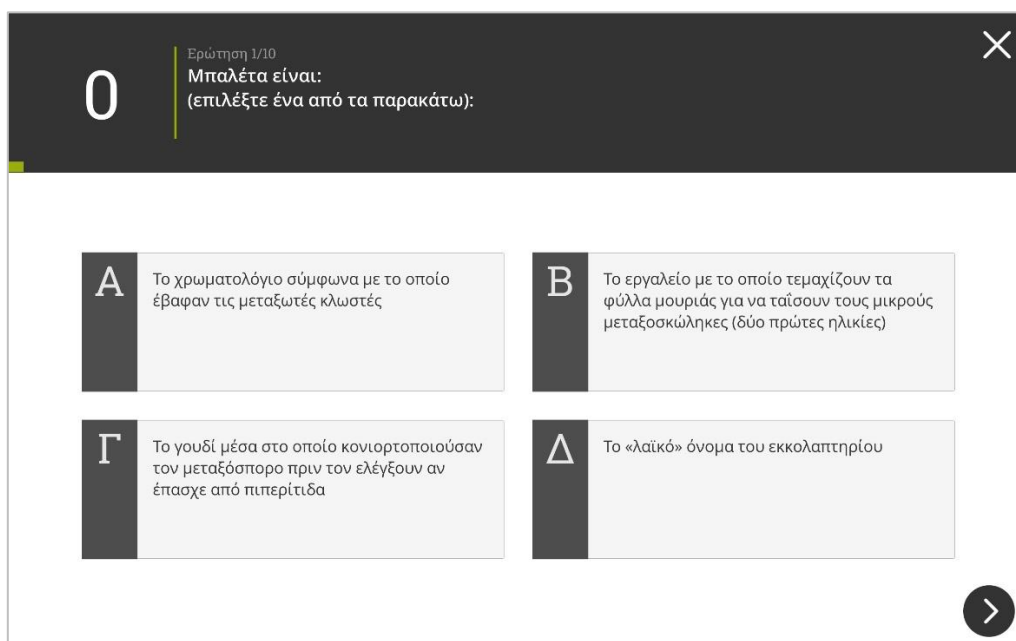 0
Ερώτηση 1/10
Μπαλέτα είναι:
(επιλέξτε ένα από τα παρακάτω):
Α
Το χρωματολόγιο σύμφωνα με το οποίο
έβαφαν τις μεταξωτές κλωστές
Β
Το εργαλείο με το οποίο τεμαχίζουν τα
φύλλα μουριάς για να ταΐσουν τους μικρούς
μεταξοσκώληκες (δύο πρώτες ηλικίες)
Γ
Το γουδί μέσα στο οποίο κονιορτοποιούσαν
τον μεταξόσπορο πριν τον ελέγξουν αν
έπασχε από πιπερίτιδα
Δ
Το «λαϊκό» όνομα του εκκολαπτηρίου